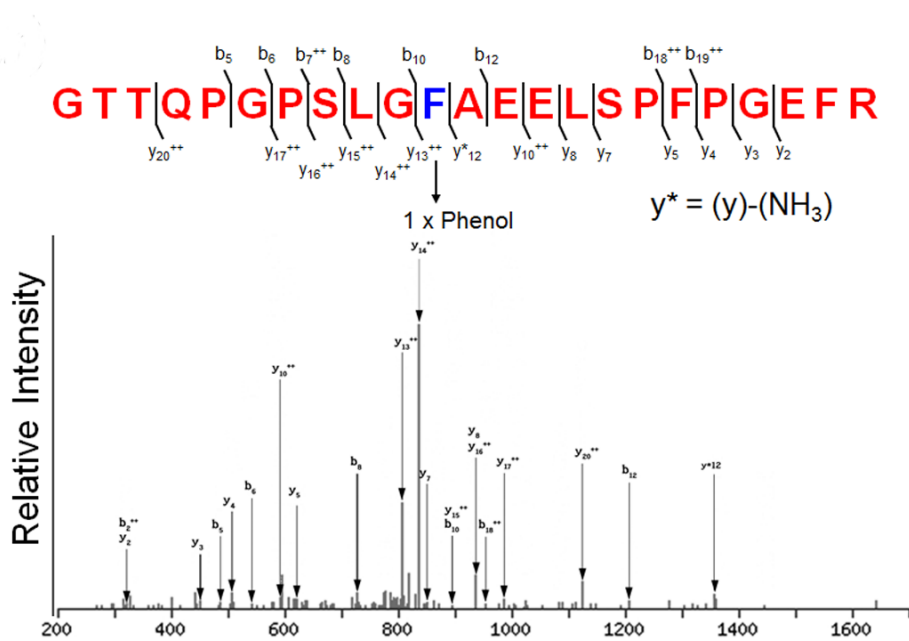 b₅ b₆ b₇⁺⁺ b₈ b₁₀ b₁₂ b₁₈⁺⁺ b₁₉⁺⁺
G T T Q P G P S L G F A E E L S P F P G E F R
y₂₀⁺⁺ y₁₇⁺⁺ y₁₆⁺⁺ y₁₅⁺⁺ y₁₄⁺⁺ y₁₃⁺⁺ y*₁₂ y₁₀⁺⁺ y₈ y₇ y₅ y₄ y₃ y₂
1 x Phenol
y* = (y)-(NH₃)
Relative Intensity
y₁₄⁺⁺
y₁₃⁺⁺
y₁₀⁺⁺
y₈
y₁₆⁺⁺
y₁₇⁺⁺
y₂₀⁺⁺
b₁₂
y*12
b₈
y₇
b₆
y₅
y₄
b₅
y₃
b₂⁺⁺
y₂
y₁₅⁺⁺
b₁₀
b₁₈⁺⁺
200 400 600 800 1000 1200 1400 1600